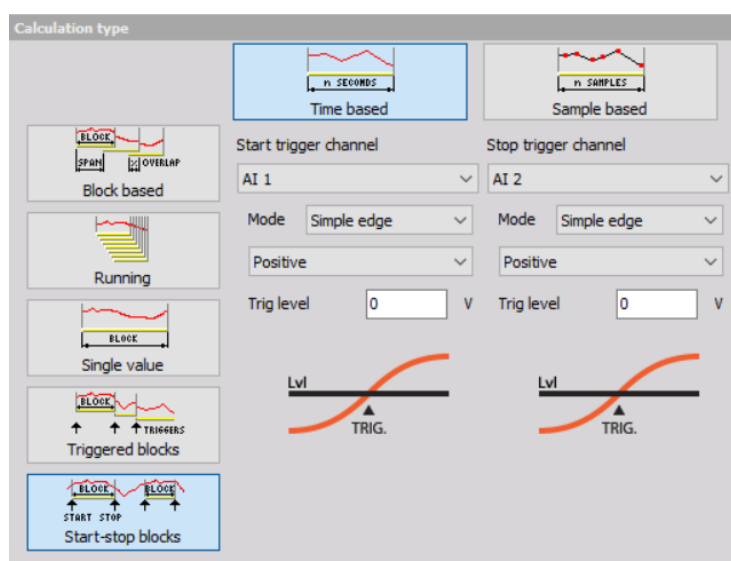 Calculation type
n SECONDS
Time based
n SAMPLES
Sample based
BLOCK
SPAN % OVERLAP
Block based
Running
BLOCK
Single value
BLOCK
TRIGGERS
Triggered blocks
BLOCK BLOCK
START STOP
Start-stop blocks
Start trigger channel
AI 1
Mode Simple edge
Positive
Trig level 0 V
Lvl
TRIG.
Stop trigger channel
AI 2
Mode Simple edge
Positive
Trig level 0 V
Lvl
TRIG.